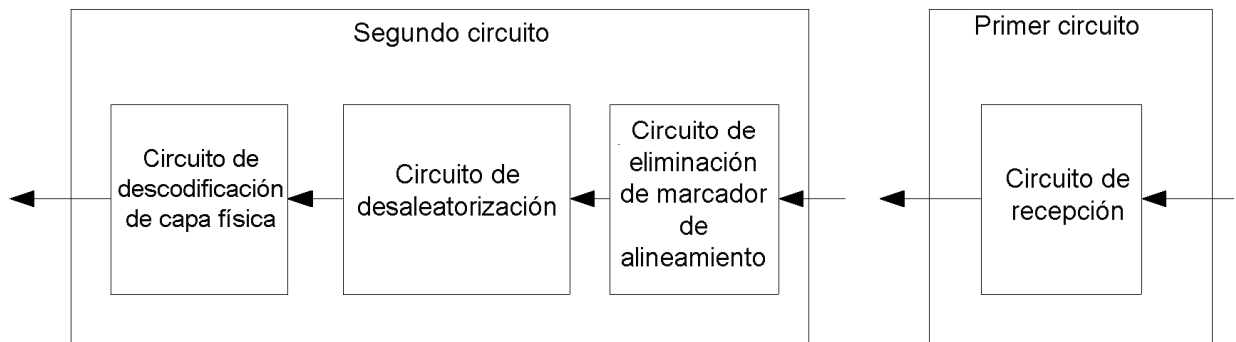 Segundo circuito
Circuito de
descodificación
de capa física
Circuito de
desaleatorización
Circuito de
eliminación
de marcador
de
alineamiento
Primer circuito
Circuito de
recepción